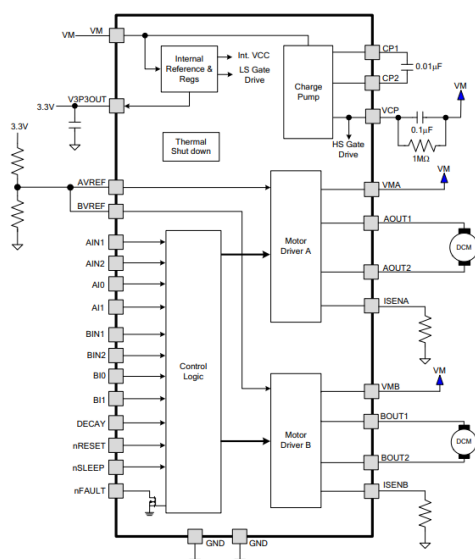 VM
VM
Internal
Reference &
Regs
Int. VCC
LS Gate
Drive
Charge
Pump
CP1
0.01µF
CP2
VM
VCP
0.1µF
1MΩ
HS Gate
Drive
3.3V
V3P3OUT
3.3V
Thermal
Shut down
AVREF
BVREF
Motor
Driver A
VM
VMA
AOUT1
DCM
AOUT2
ISENA
AIN1
AIN2
AI0
AI1
BIN1
BIN2
BI0
BI1
DECAY
nRESET
nSLEEP
nFAULT
Control
Logic
Motor
Driver B
VM
VMB
BOUT1
DCM
BOUT2
ISENB
GND
GND